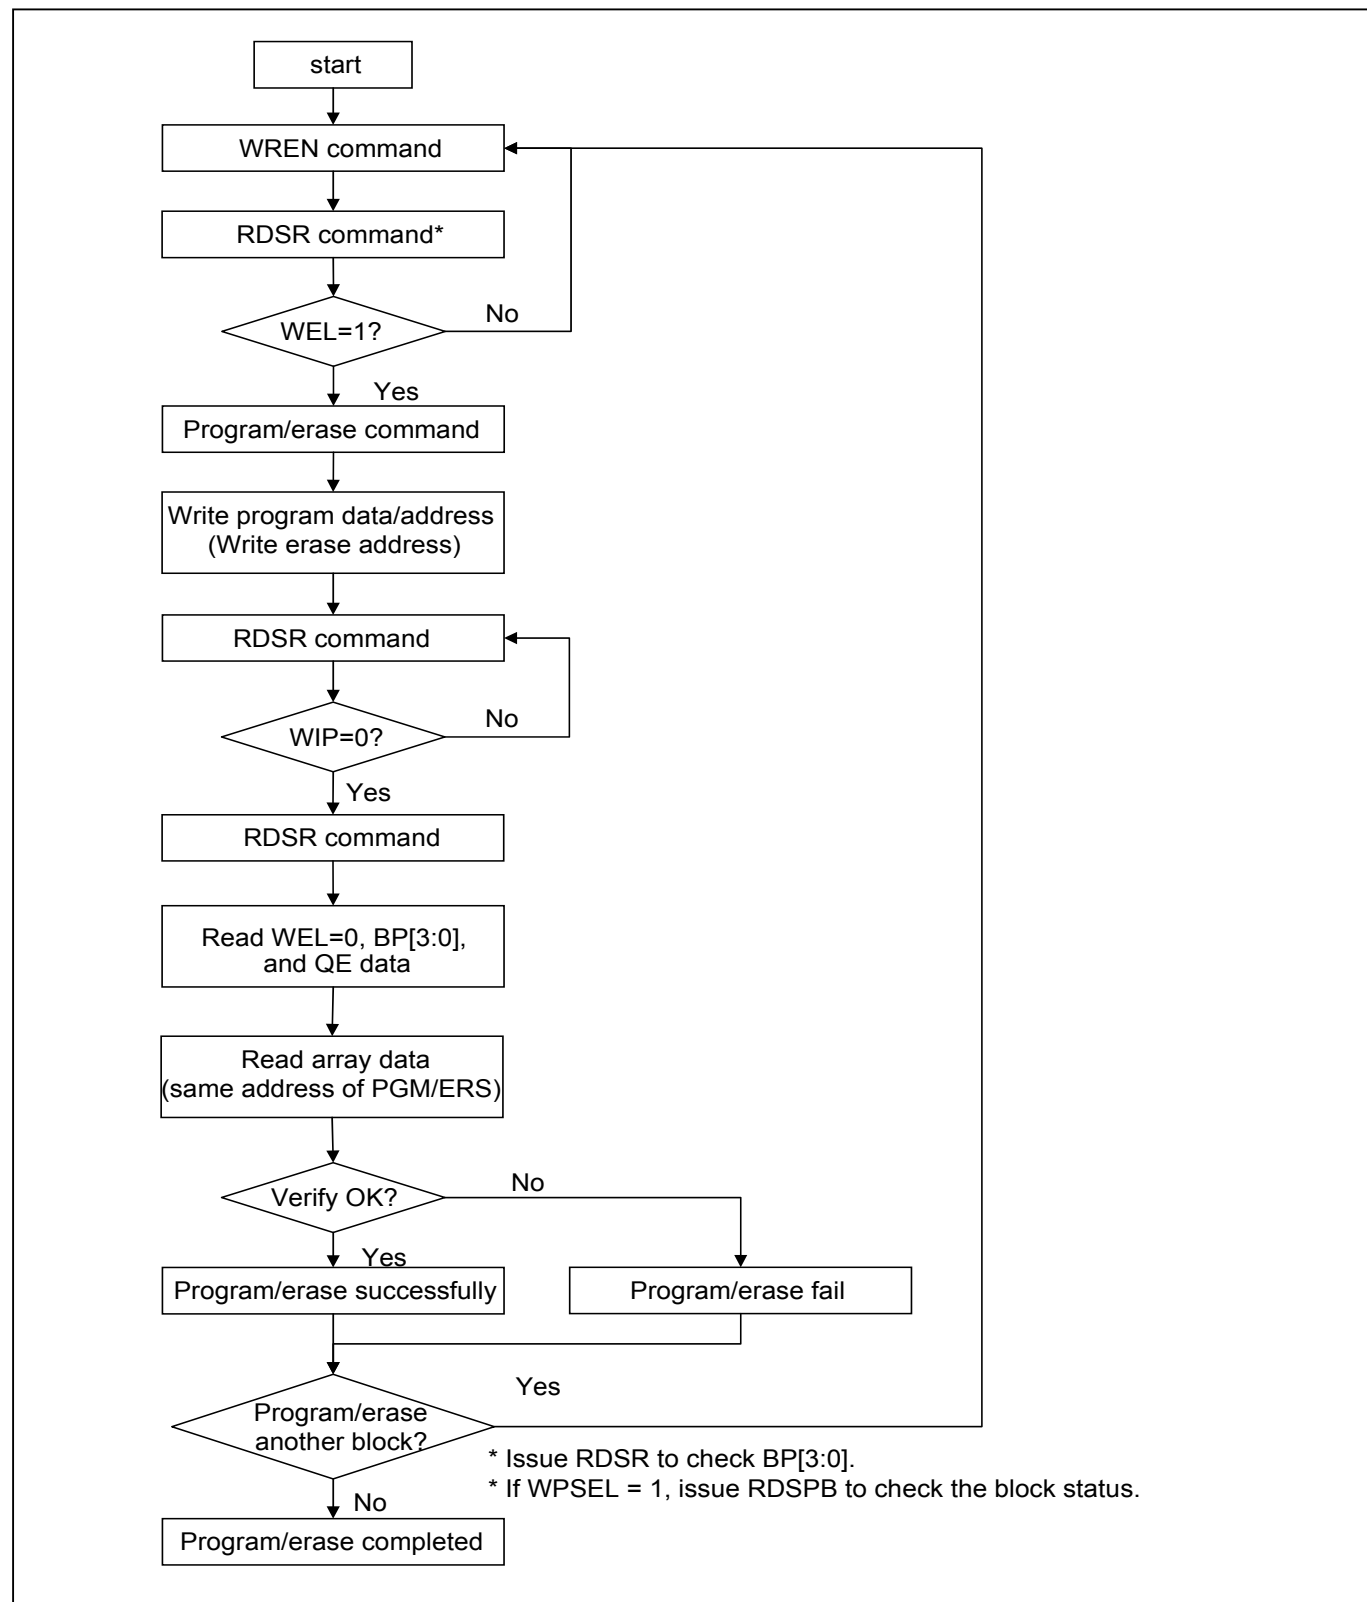 start
WREN command
RDSR command*
WEL=1?
No
Yes
Program/erase command
Write program data/address
(Write erase address)
RDSR command
WIP=0?
No
Yes
RDSR command
Read WEL=0, BP[3:0],
and QE data
Read array data
(same address of PGM/ERS)
Verify OK?
No
Yes
Program/erase successfully
Program/erase fail
Program/erase
another block?
Yes
* Issue RDSR to check BP[3:0].
* If WPSEL = 1, issue RDSPB to check the block status.
No
Program/erase completed